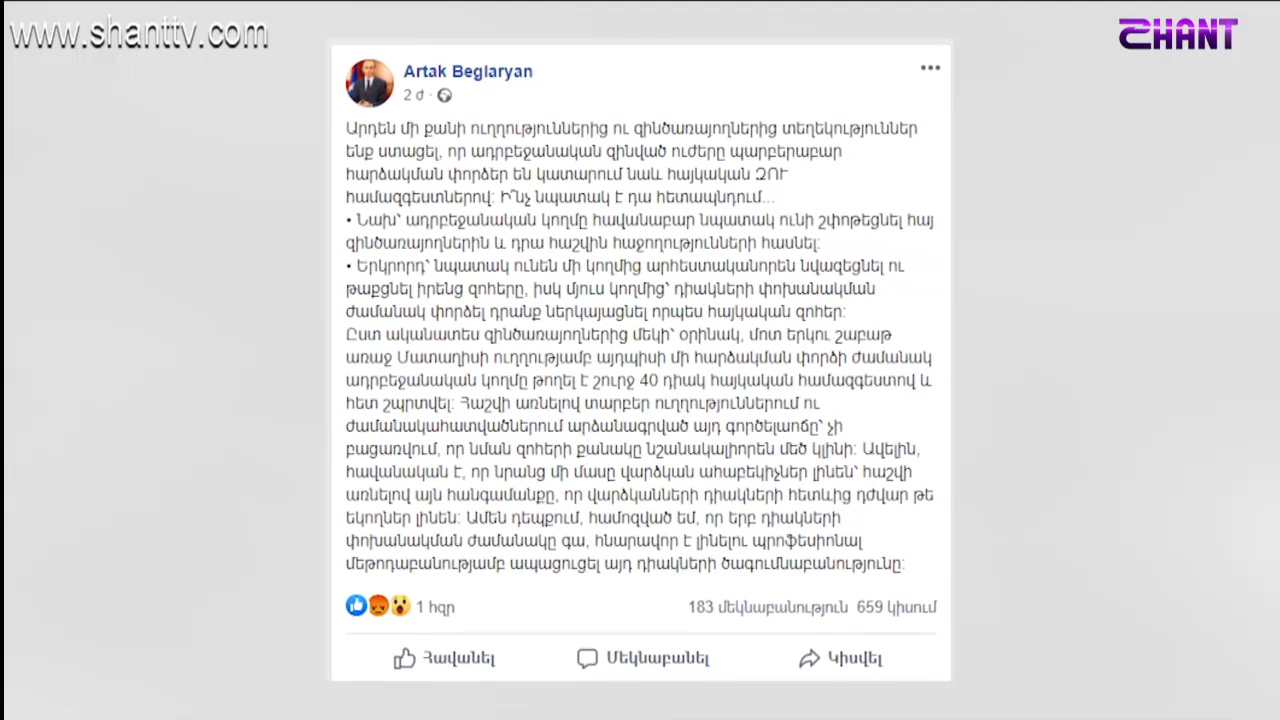 www.shanttv.com
SHANT
Artak Beglaryan
2 ժ ·
Արդեն մի քանի ուղղություններից ու զինծառայողներից տեղեկություններ
ենք ստացել, որ ադրբեջանական զինված ուժերը պարբերաբար
հարձակման փորձեր են կատարում նաև հայկական ԶՈՒ
համազգեստներով: Ի՞նչ նպատակ է դա հետապնդում...
• Նախ՝ ադրբեջանական կողմը հավանաբար նպատակ ունի շփոթեցնել հայ
զինծառայողներին և դրա հաշվին հաջողությունների հասնել:
• Երկրորդ՝ նպատակ ունեն մի կողմից արհեստականորեն նվազեցնել ու
թաքցնել իրենց զոհերը, իսկ մյուս կողմից՝ դիակների փոխանակման
ժամանակ փորձել դրանք ներկայացնել որպես հայկական զոհեր:
Ըստ ականատես զինծառայողներից մեկի՝ օրինակ, մոտ երկու շաբաթ
առաջ Մատաղիսի ուղղությամբ այդպիսի մի հարձակման փորձի ժամանակ
ադրբեջանական կողմը թողել է շուրջ 40 դիակ հայկական համազգեստով և
հետ շպրտվել: Հաշվի առնելով տարբեր ուղղություններում ու
ժամանակահատվածներում արձանագրված այդ գործելաոճը՝ չի
բացառվում, որ նման զոհերի քանակը նշանակալիորեն մեծ կլինի: Ավելին,
հավանական է, որ նրանց մի մասը վարձկան ահաբեկիչներ լինեն՝ հաշվի
առնելով այն հանգամանքը, որ վարձկանների դիակների հետևից դժվար թե
եկողներ լինեն: Ամեն դեպքում, համոզված եմ, որ երբ դիակների
փոխանակման ժամանակը գա, հնարավոր է լինելու պրոֆեսիոնալ
մեթոդաբանությամբ ապացուցել այդ դիակների ծագումնաբանությունը:
1 հզր 183 մեկնաբանություն 659 կիսում
Հավանել Մեկնաբանել Կիսվել